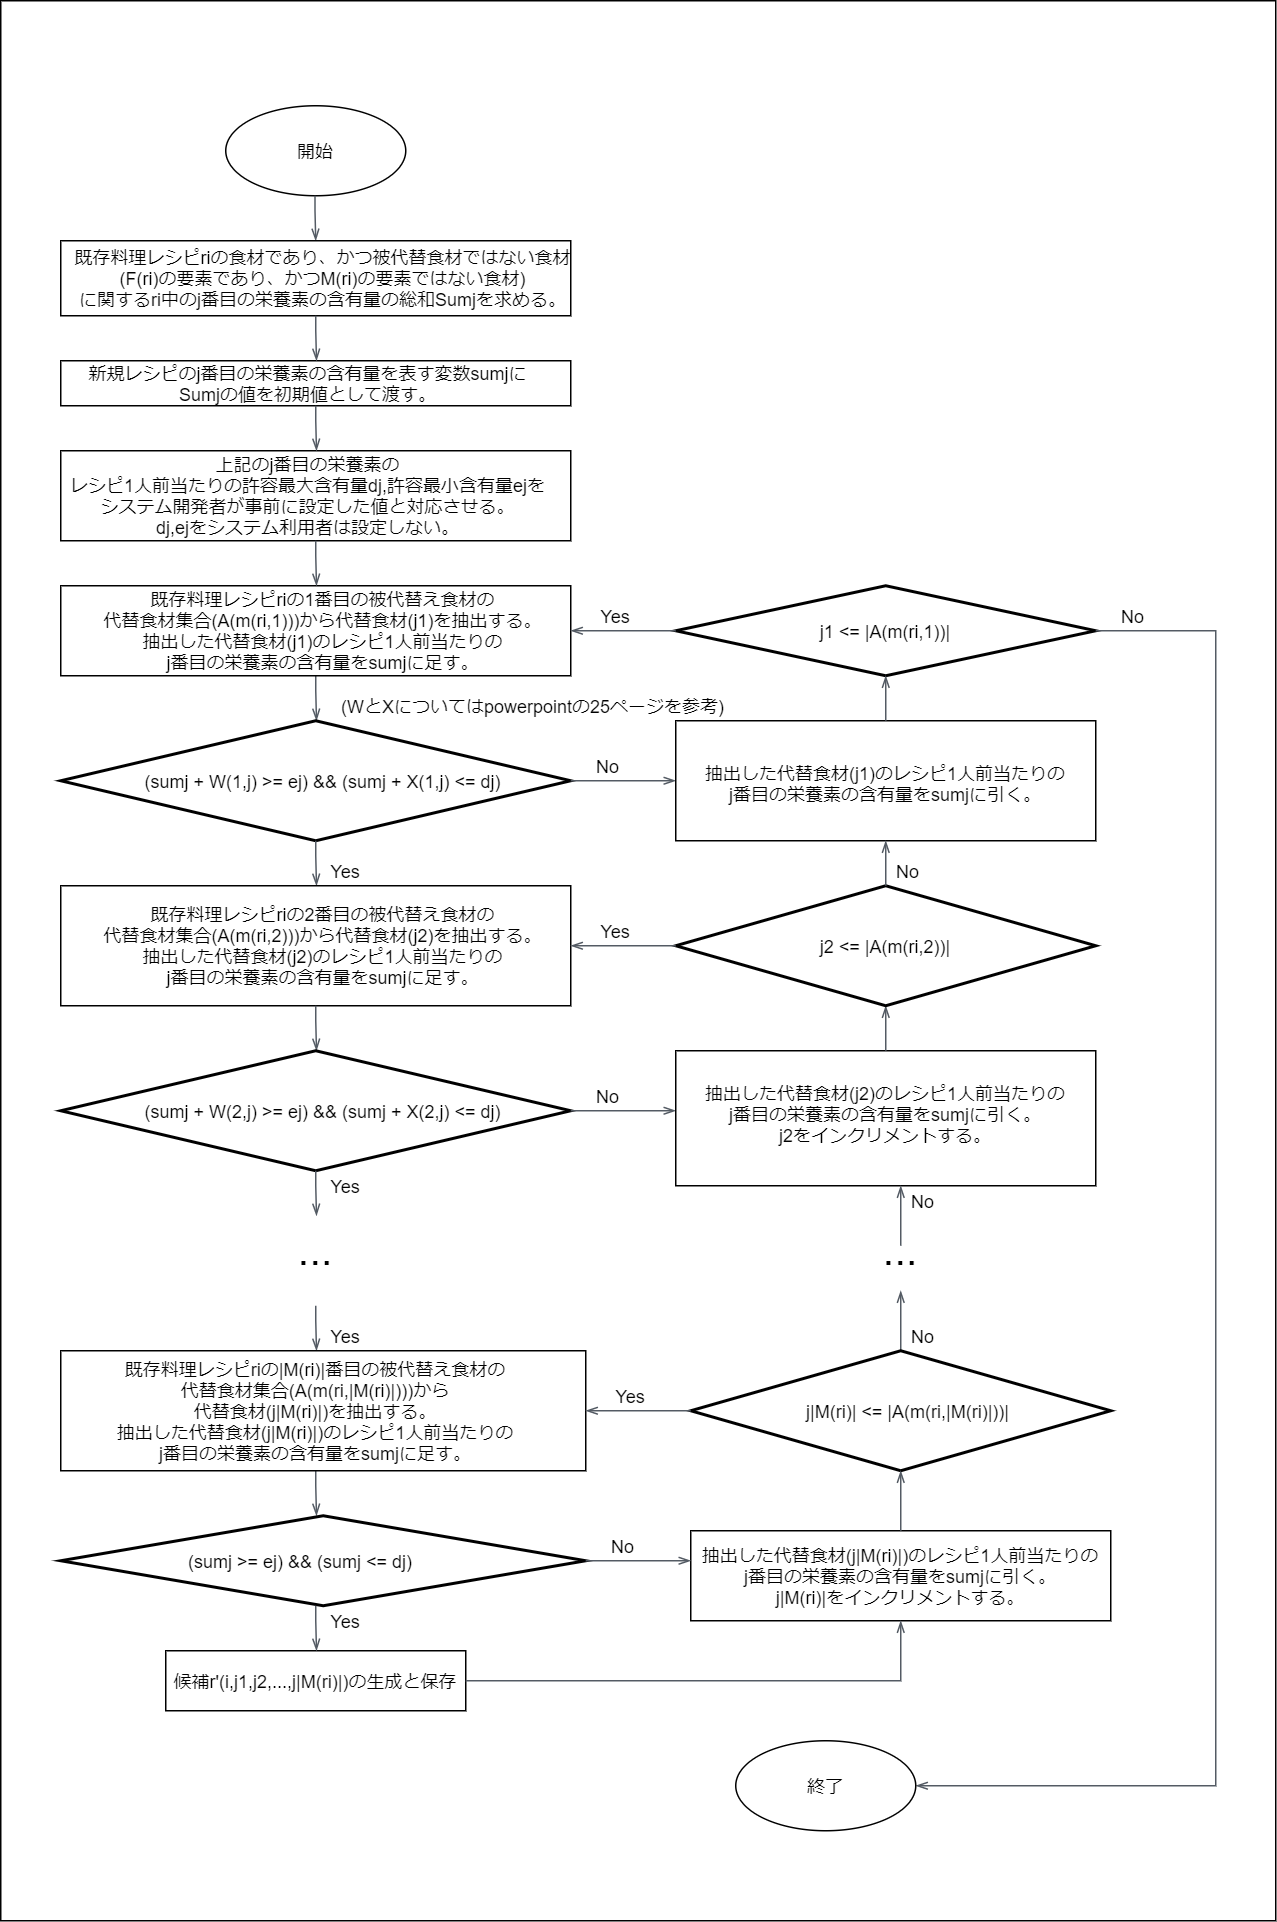 開始
既存料理レシピriの食材であり、かつ被代替食材ではない食材
(F(ri)の要素であり、かつM(ri)の要素ではない食材)
に関するri中のj番目の栄養素の含有量の総和Sumjを求める。
新規レシピのj番目の栄養素の含有量を表す変数sumjに
Sumjの値を初期値として渡す。
上記のj番目の栄養素の
レシピ1人前当たりの許容最大含有量dj,許容最小含有量ejを
システム開発者が事前に設定した値と対応させる。
dj,ejをシステム利用者は設定しない。
既存料理レシピriの1番目の被代替え食材の
代替食材集合(A(m(ri,1)))から代替食材(j1)を抽出する。
抽出した代替食材(j1)のレシピ1人前当たりの
j番目の栄養素の含有量をsumjに足す。
Yes
j1 <= |A(m(ri,1))|
No
(WとXについてはpowerpointの25ページを参考)
(sumj + W(1,j) >= ej) && (sumj + X(1,j) <= dj)
No
抽出した代替食材(j1)のレシピ1人前当たりの
j番目の栄養素の含有量をsumjに引く。
Yes
No
既存料理レシピriの2番目の被代替え食材の
代替食材集合(A(m(ri,2)))から代替食材(j2)を抽出する。
抽出した代替食材(j2)のレシピ1人前当たりの
j番目の栄養素の含有量をsumjに足す。
Yes
j2 <= |A(m(ri,2))|
(sumj + W(2,j) >= ej) && (sumj + X(2,j) <= dj)
No
抽出した代替食材(j2)のレシピ1人前当たりの
j番目の栄養素の含有量をsumjに引く。
j2をインクリメントする。
Yes
No
...
...
Yes
No
既存料理レシピriの|M(ri)|番目の被代替え食材の
代替食材集合(A(m(ri,|M(ri)|)))から
代替食材(j|M(ri)|)を抽出する。
抽出した代替食材(j|M(ri)|)のレシピ1人前当たりの
j番目の栄養素の含有量をsumjに足す。
Yes
j|M(ri)| <= |A(m(ri,|M(ri)|))|
(sumj >= ej) && (sumj <= dj)
No
抽出した代替食材(j|M(ri)|)のレシピ1人前当たりの
j番目の栄養素の含有量をsumjに引く。
j|M(ri)|をインクリメントする。
Yes
候補r'(i,j1,j2,...,j|M(ri)|)の生成と保存
終了